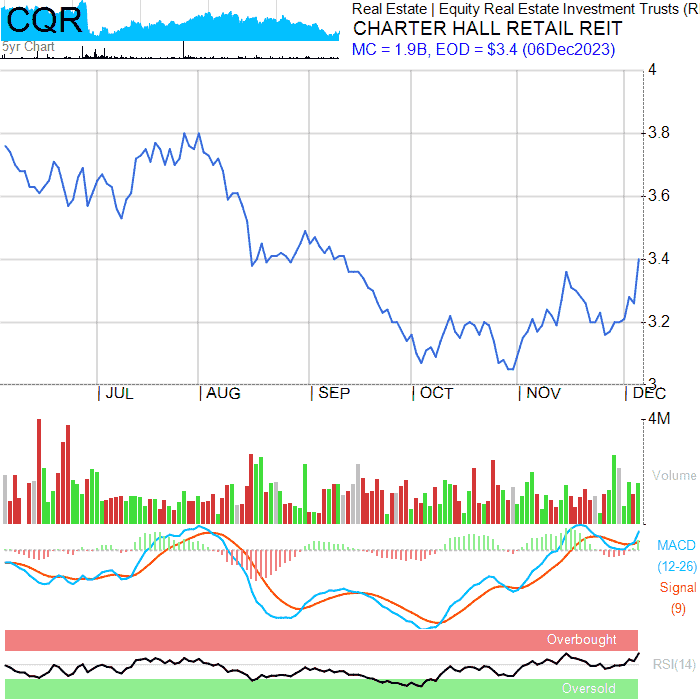 CQR
5yr Chart
Real Estate | Equity Real Estate Investment Trusts (R
CHARTER HALL RETAIL REIT
MC = 1.9B, EOD = $3.4 (06Dec2023)
4
3.8
3.6
3.4
3.2
3
JUL AUG SEP OCT NOV DEC
4M
Volume
MACD
(12-26)
Signal
(9)
Overbought
RSI(14)
Oversold